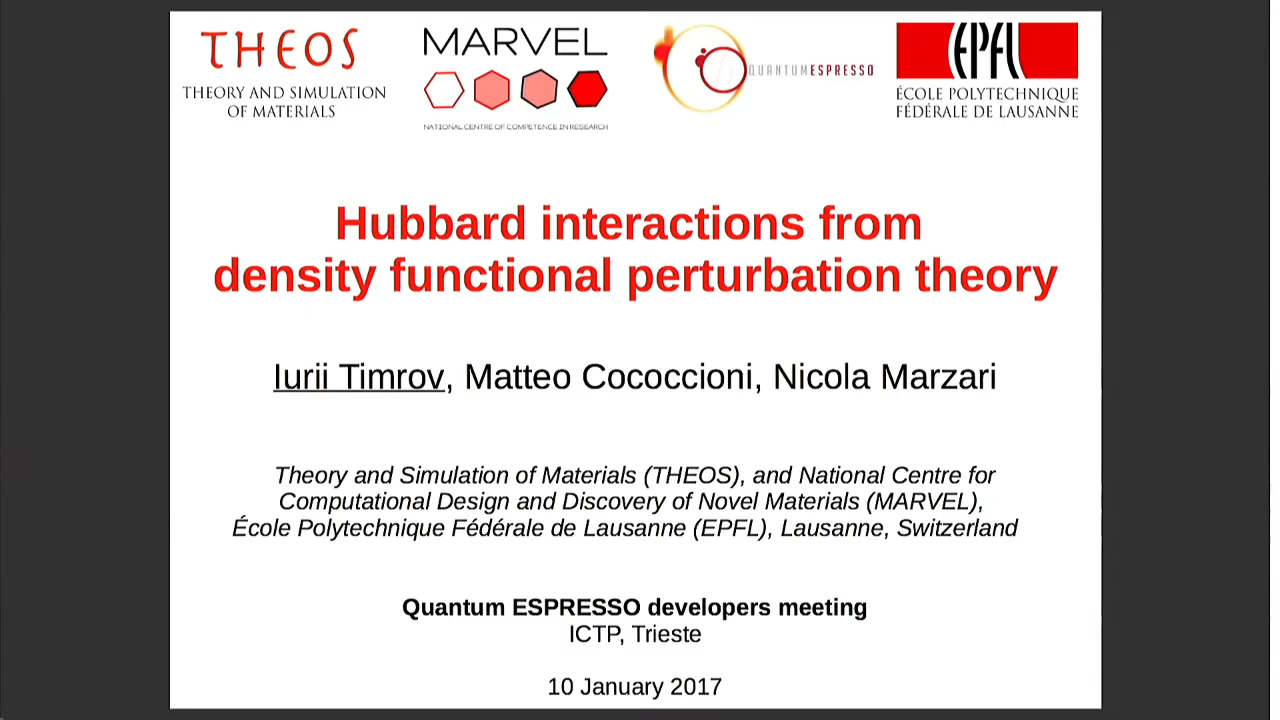 THEOS
THEORY AND SIMULATION
OF MATERIALS
MARVEL
NATIONAL CENTRE OF COMPETENCE IN RESEARCH
QUANTUMESPRESSO
EPFL
ÉCOLE POLYTECHNIQUE
FÉDÉRALE DE LAUSANNE
Hubbard interactions from
density functional perturbation theory
Iurii Timrov, Matteo Cococcioni, Nicola Marzari
Theory and Simulation of Materials (THEOS), and National Centre for
Computational Design and Discovery of Novel Materials (MARVEL),
École Polytechnique Fédérale de Lausanne (EPFL), Lausanne, Switzerland
Quantum ESPRESSO developers meeting
ICTP, Trieste
10 January 2017